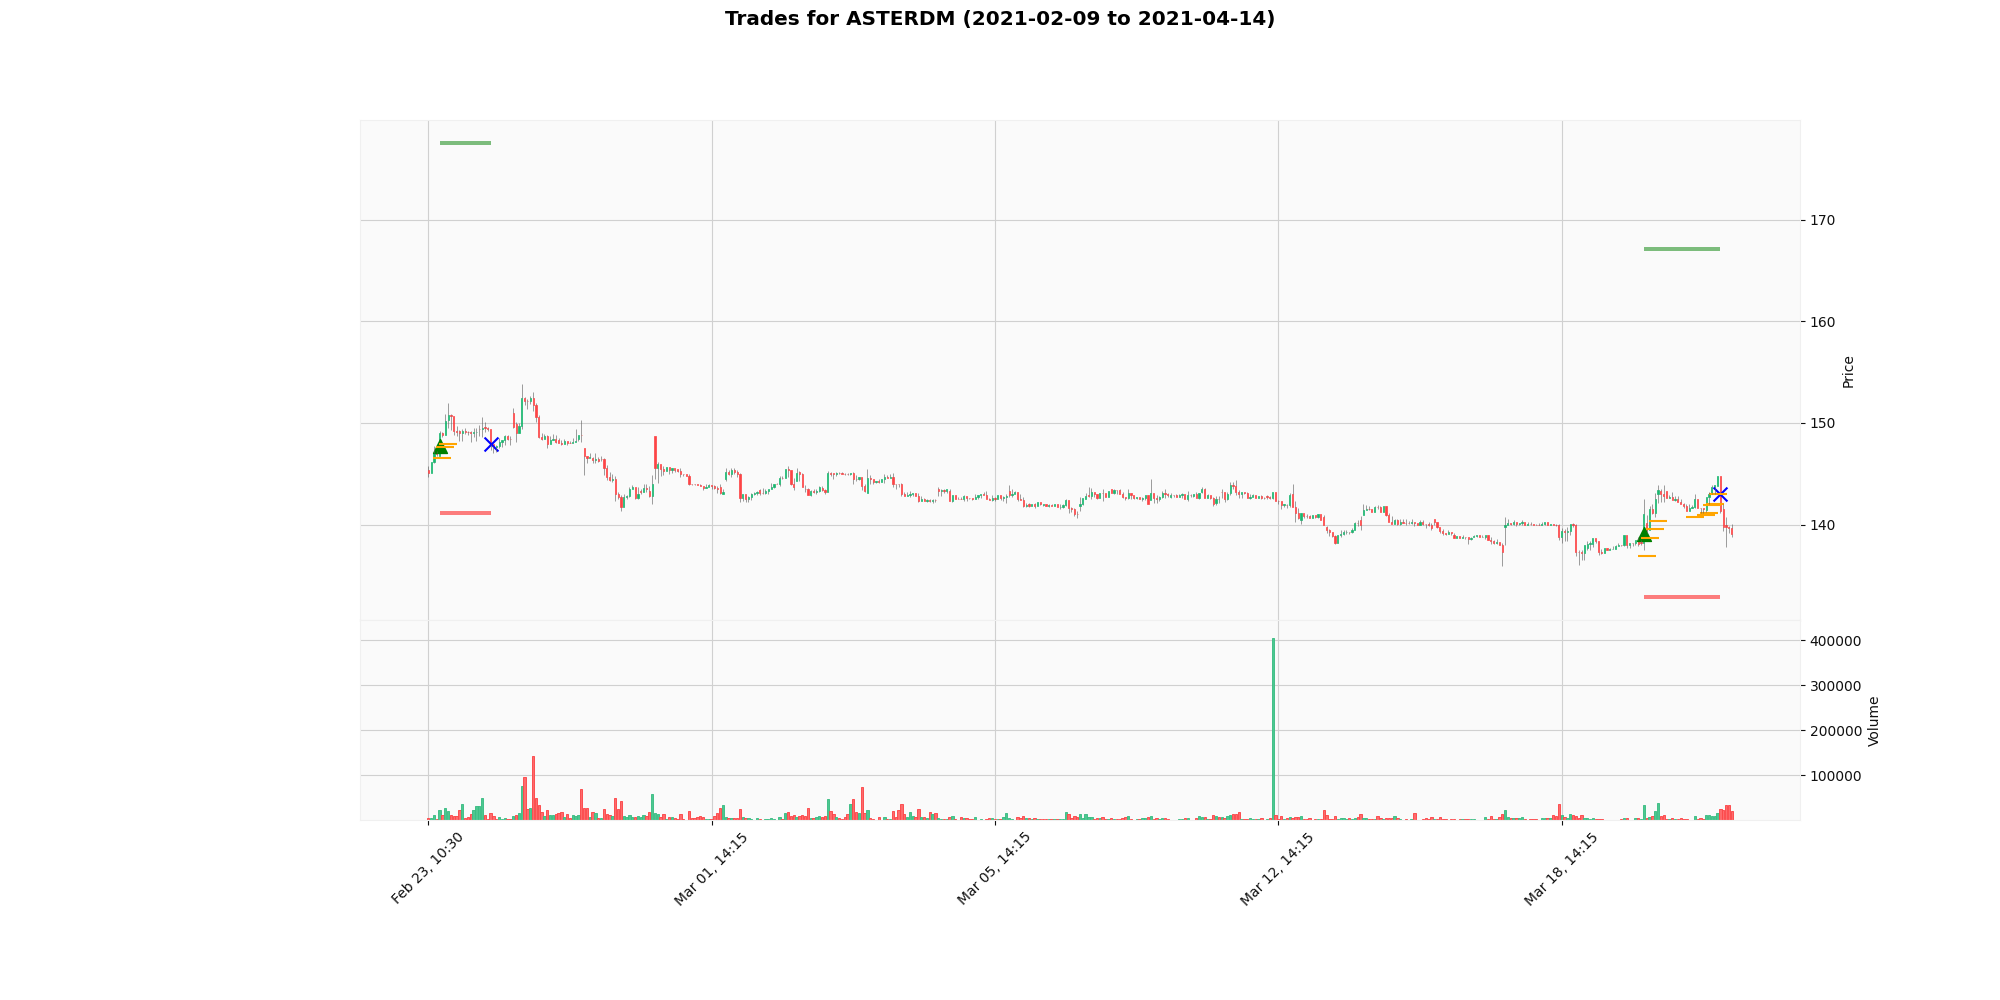 Trades for ASTERDM (2021-02-09 to 2021-04-14)
170
160
150
140
Price
400000
300000
200000
100000
Volume
Feb 23, 10:30
Mar 01, 14:15
Mar 05, 14:15
Mar 12, 14:15
Mar 18, 14:15